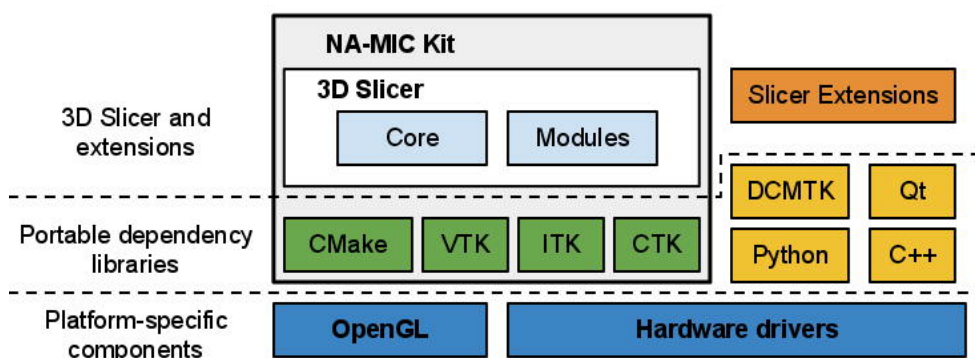 NA-MIC Kit
3D Slicer
Core
Modules
Slicer Extensions
3D Slicer and
extensions
DCMTK
Qt
Portable dependency
libraries
CMake
VTK
ITK
CTK
Python
C++
Platform-specific
components
OpenGL
Hardware drivers